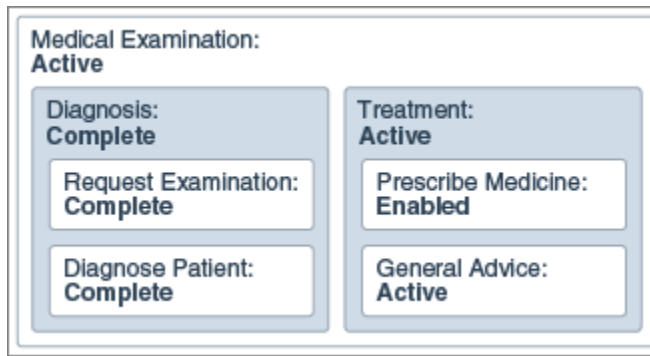 Medical Examination:
Active
Diagnosis:
Complete
Request Examination:
Complete
Diagnose Patient:
Complete
Treatment:
Active
Prescribe Medicine:
Enabled
General Advice:
Active